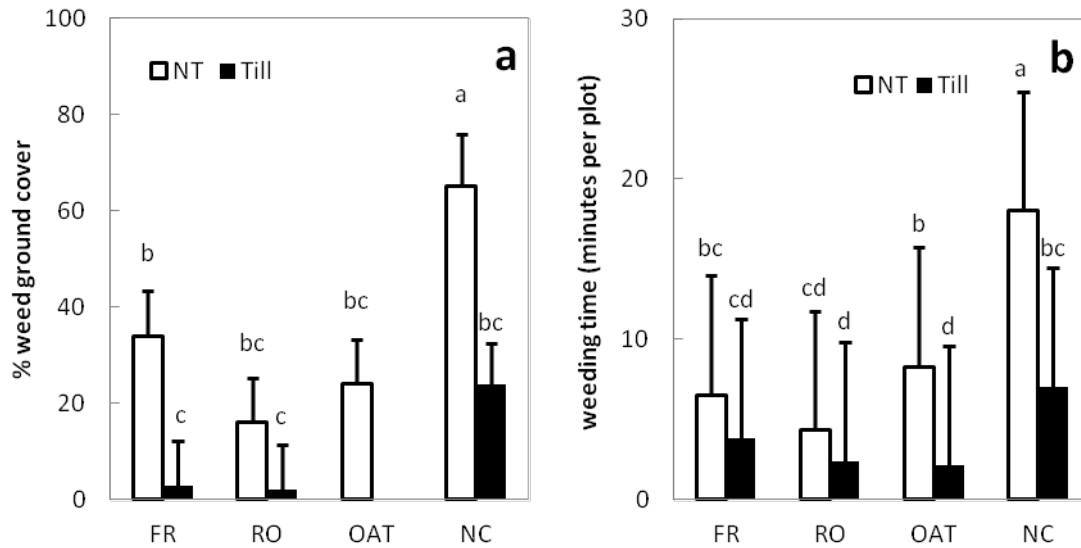 % weed ground cover
100
80
60
40
20
0
NT Till
a
b
c
bc
c
bc
a
bc
FR RO OAT NC
weeding time (minutes per plot)
30
20
10
0
NT Till
b
bc
cd
cd
d
b
d
a
bc
FR RO OAT NC